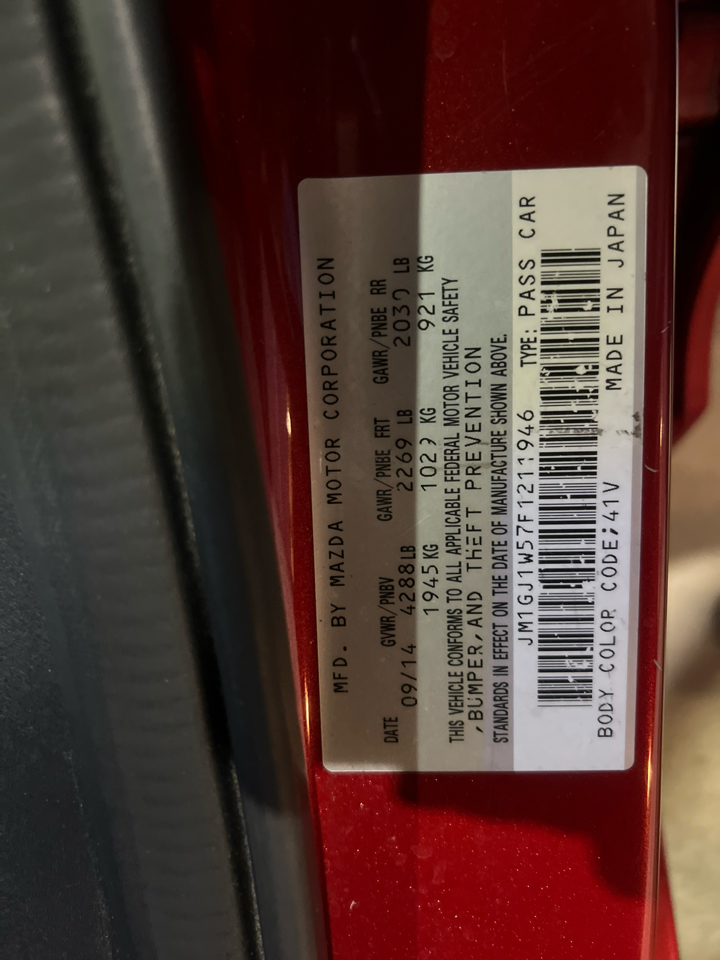 MFD. BY MAZDA MOTOR CORPORATION
DATE GVWR/PNBV GAWR/PNBE FRT GAWR/PNBE RR
09/14 4288LB 2269 LB 2030 LB
1945KG 1029 KG 921 KG
THIS VEHICLE CONFORMS TO ALL APPLICABLE FEDERAL MOTOR VEHICLE SAFETY
,BUMPER,AND THEFT PREVENTION
STANDARDS IN EFFECT ON THE DATE OF MANUFACTURE SHOWN ABOVE.
JM1GJ1W57F1211946 TYPE: PASS CAR
BODY COLOR CODE;41V MADE IN JAPAN